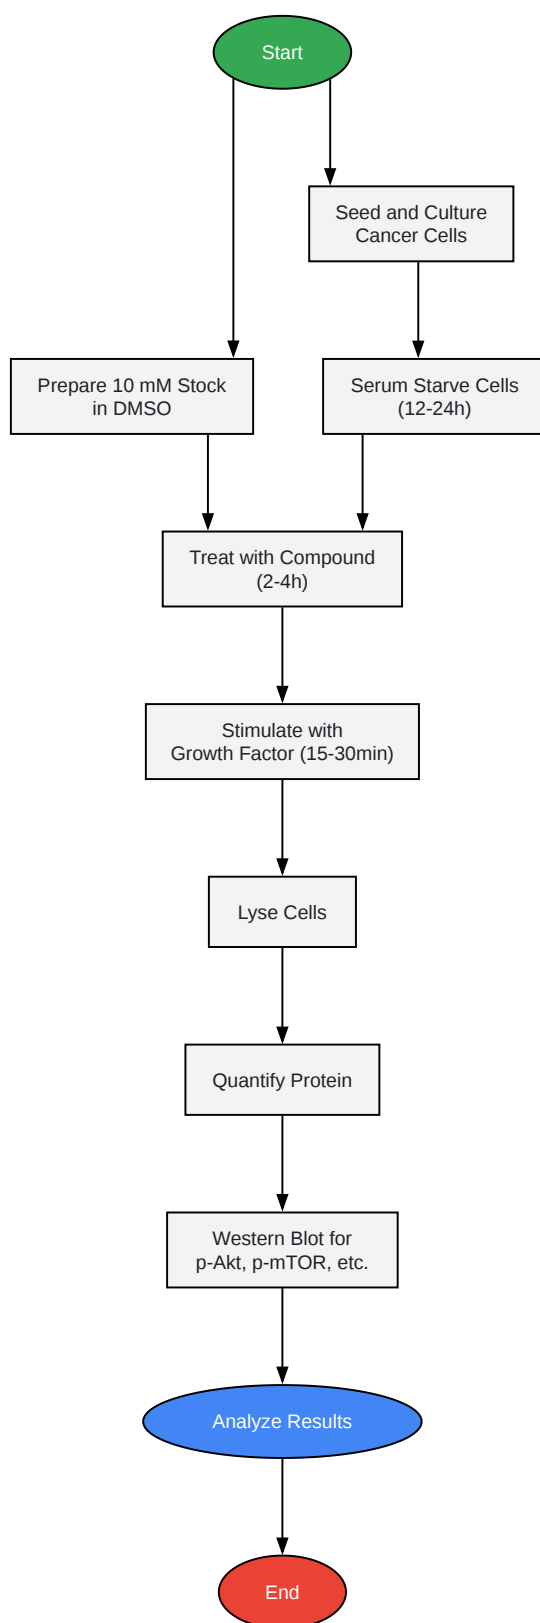 Start
Seed and Culture
Cancer Cells
Prepare 10 mM Stock
in DMSO
Serum Starve Cells
(12-24h)
Treat with Compound
(2-4h)
Stimulate with
Growth Factor (15-30min)
Lyse Cells
Quantify Protein
Western Blot for
p-Akt, p-mTOR, etc.
Analyze Results
End